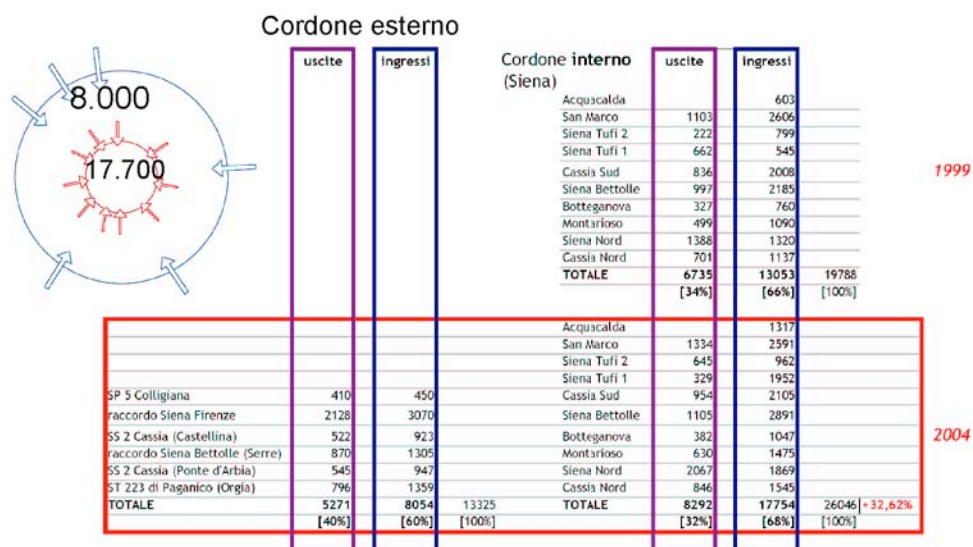 Cordone esterno
uscite ingressi
8.000
17.700
Cordone interno uscite ingressi
(Siena)
Acquacalda 603
San Marco 1103 2606
Siena Tufi 2 222 799
Siena Tufi 1 662 545
Cassia Sud 836 2008
Siena Bettolle 997 2185
Botteganova 327 760
Montarioso 499 1090
Siena Nord 1388 1320
Cassia Nord 701 1137
TOTALE 6735 13053 19788
[34%] [66%] [100%]
1999
Acquacalda 1317
San Marco 1334 2591
Siena Tufi 2 645 962
Siena Tufi 1 329 1952
SP 5 Colligiana 410 450 Cassia Sud 954 2105
raccordo Siena Firenze 2128 3070 Siena Bettolle 1105 2891
SS 2 Cassia (Castellina) 522 923 Botteganova 382 1047
raccordo Siena Bettolle (Serre) 870 1305 Montarioso 630 1475
SS 2 Cassia (Ponte d'Arbia) 545 947 Siena Nord 2067 1869
ST 223 di Paganico (Orgia) 796 1359 Cassia Nord 846 1545
TOTALE 5271 8054 13325 TOTALE 8292 17754 26046 +32,62%
[40%] [60%] [100%] [32%] [68%] [100%]
2004